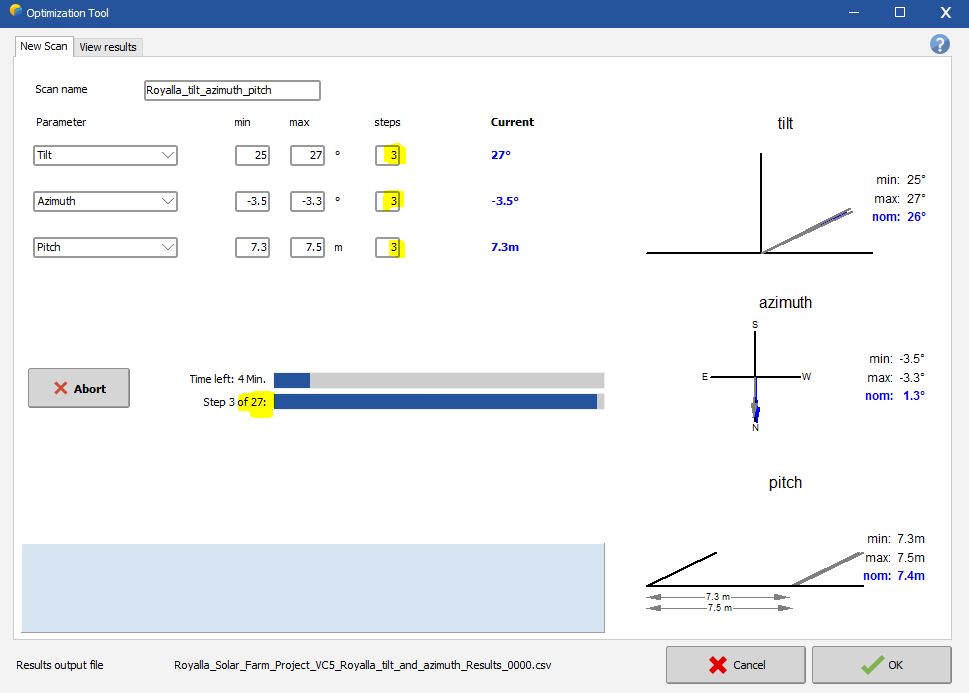 Optimization Tool
New Scan View results
Scan name Royalla_tilt_azimuth_pitch
Parameter min max steps Current
Tilt 25 27 ° 3 27°
Azimuth -3.5 -3.3 ° 3 -3.5°
Pitch 7.3 7.5 m 3 7.3m
tilt
min: 25°
max: 27°
nom: 26°
azimuth
S
E W
N
min: -3.5°
max: -3.3°
nom: 1.3°
Abort
Time left: 4 Min.
Step 3 of 27:
pitch
min: 7.3m
max: 7.5m
nom: 7.4m
7.3 m
7.5 m
Results output file Royalla_Solar_Farm_Project_VC5_Royalla_tilt_and_azimuth_Results_0000.csv
Cancel OK